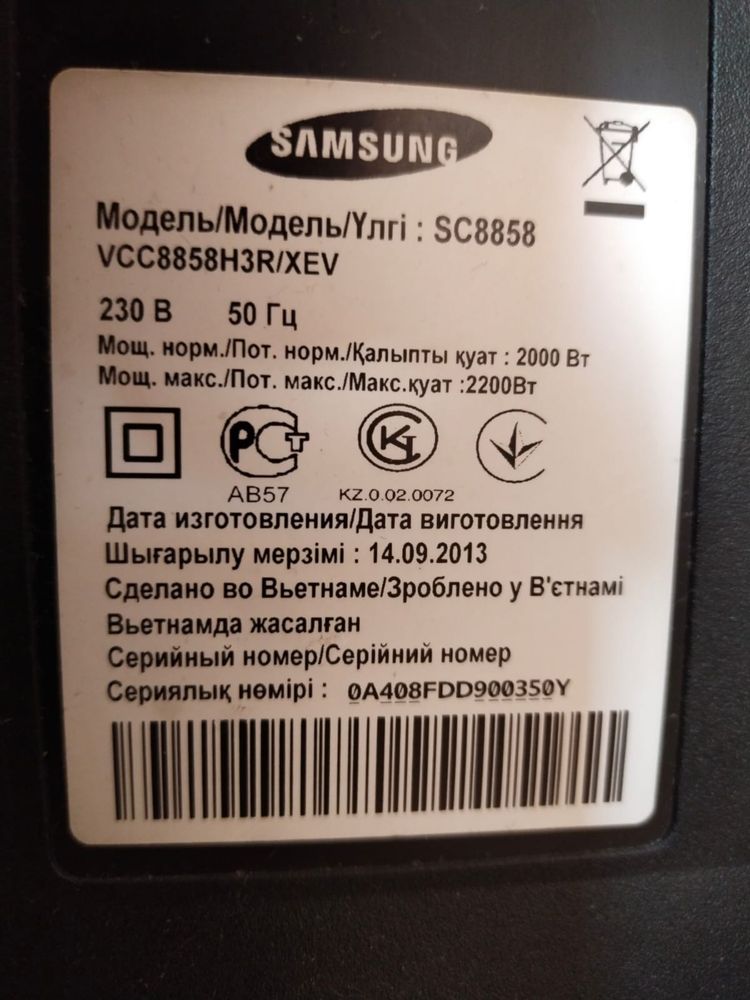 SAMSUNG
Модель/Модель/Үлгі : SC8858
VCC8858H3R/XEV
230 В 50 Гц
Мощ. норм./Пот. норм./Қалыпты қуат : 2000 Вт
Мощ. макс./Пот. макс./Макс.қуат :2200Вт
АВ57 KZ.0.02.0072
Дата изготовления/Дата виготовлення
Шығарылу мерзімі : 14.09.2013
Сделано во Вьетнаме/Зроблено у В'єтнамі
Вьетнамда жасалған
Серийный номер/Серійний номер
Сериялық нөмірі : 0A408FDD900350Y